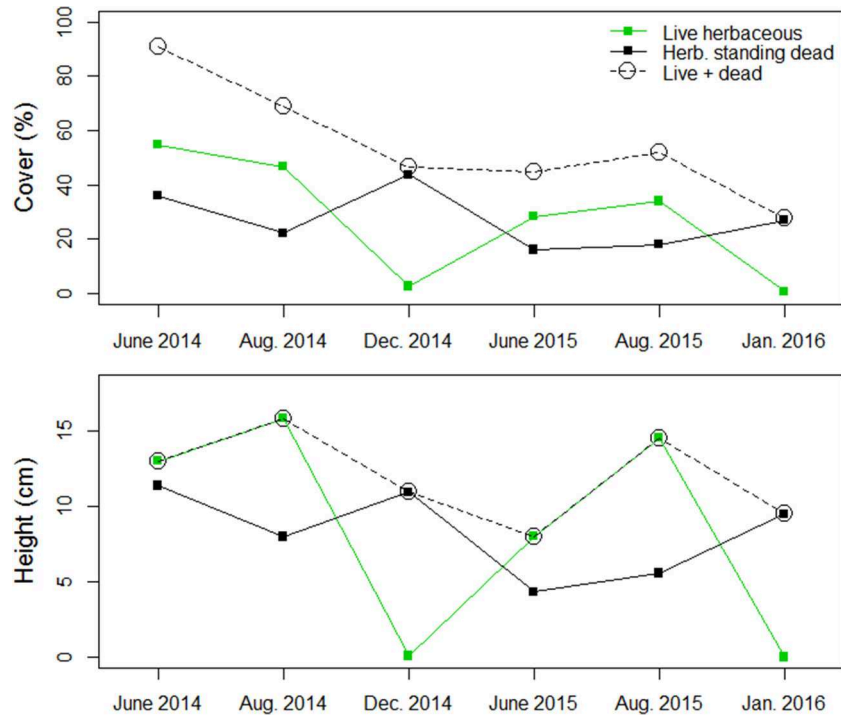 Cover (%)
100
80
60
40
20
0
Live herbaceous
Herb. standing dead
Live + dead
June 2014 Aug. 2014 Dec. 2014 June 2015 Aug. 2015 Jan. 2016
Height (cm)
15
10
5
0
June 2014 Aug. 2014 Dec. 2014 June 2015 Aug. 2015 Jan. 2016